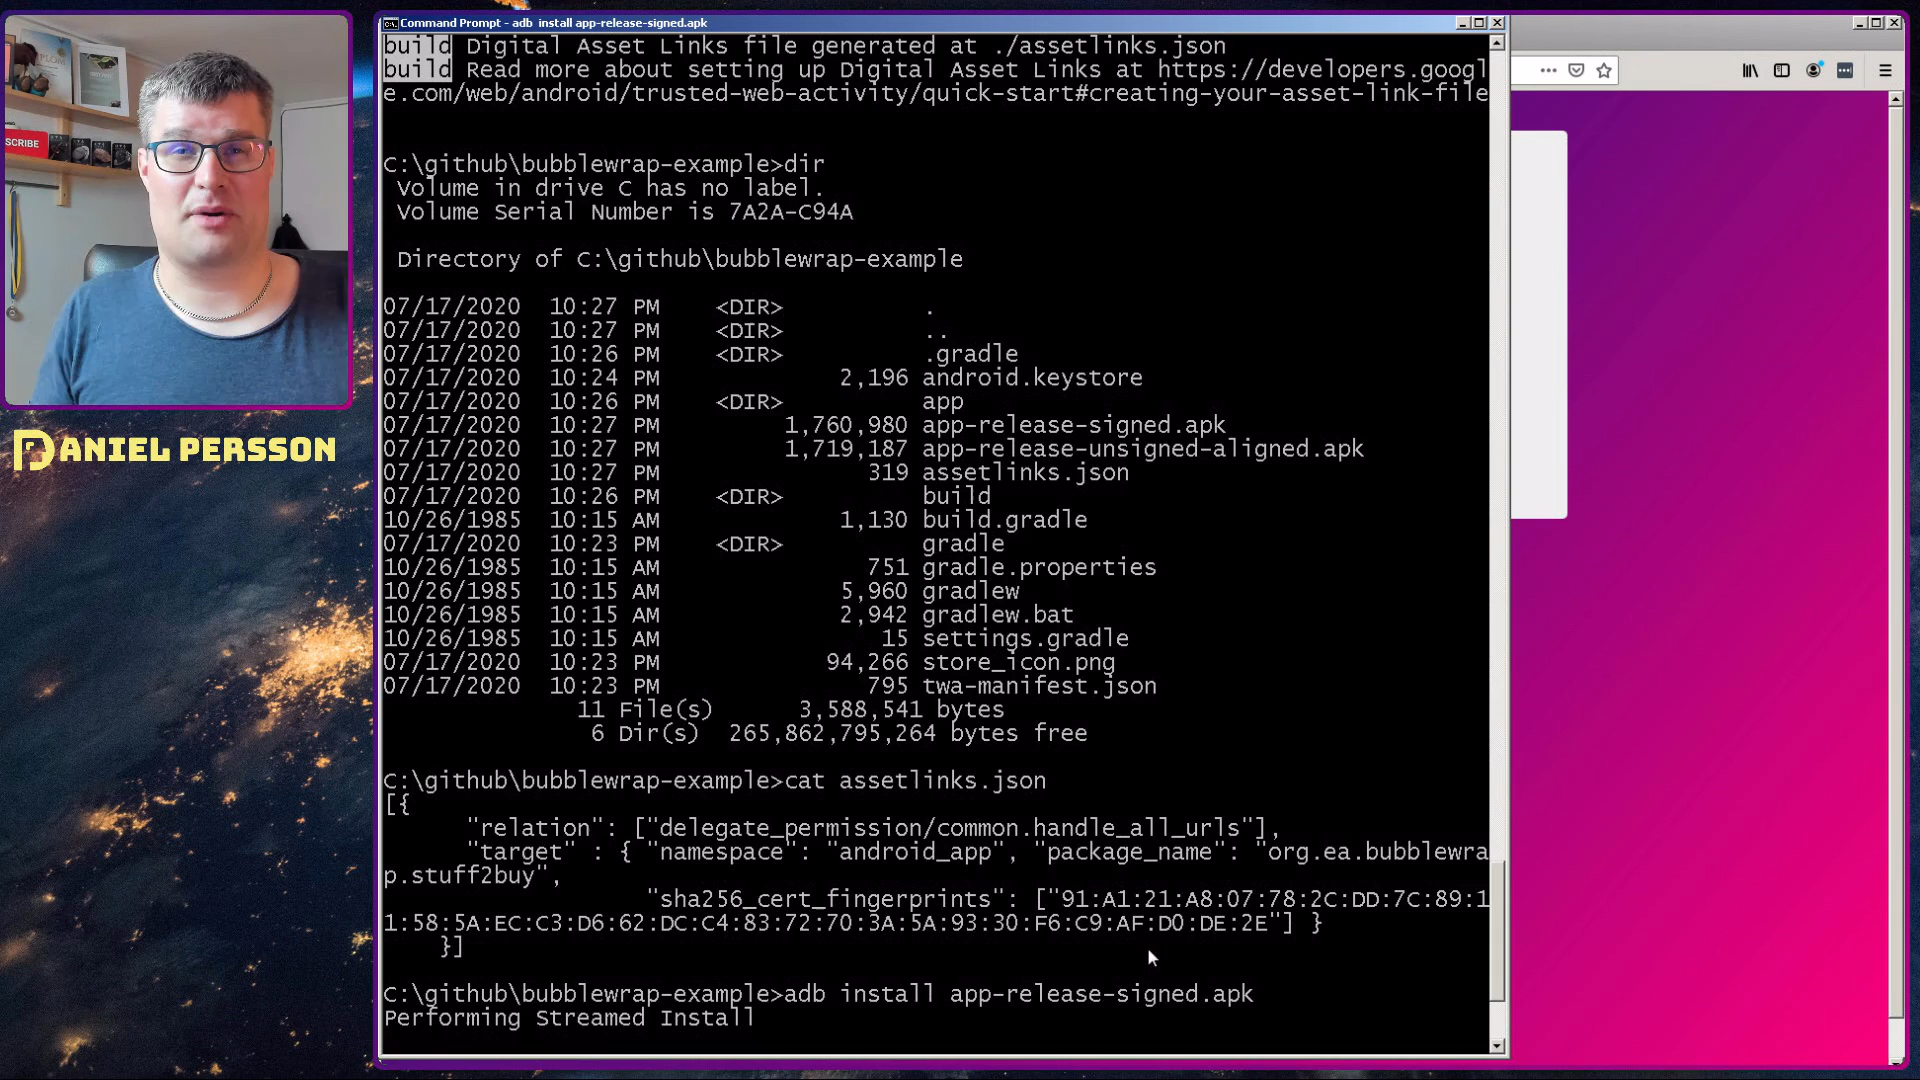 Command Prompt - adb install app-release-signed.apk
build Digital Asset Links file generated at ./assetlinks.json
build Read more about setting up Digital Asset Links at https://developers.googl
e.com/web/android/trusted-web-activity/quick-start#creating-your-asset-link-file
C:\github\bubblewrap-example>dir
Volume in drive C has no label.
Volume Serial Number is 7A2A-C94A
Directory of C:\github\bubblewrap-example
07/17/2020 10:27 PM <DIR> .
07/17/2020 10:27 PM <DIR> ..
07/17/2020 10:26 PM <DIR> .gradle
07/17/2020 10:24 PM 2,196 android.keystore
07/17/2020 10:26 PM <DIR> app
07/17/2020 10:27 PM 1,760,980 app-release-signed.apk
07/17/2020 10:27 PM 1,719,187 app-release-unsigned-aligned.apk
07/17/2020 10:27 PM 319 assetlinks.json
07/17/2020 10:26 PM <DIR> build
10/26/1985 10:15 AM 1,130 build.gradle
07/17/2020 10:23 PM <DIR> gradle
10/26/1985 10:15 AM 751 gradle.properties
10/26/1985 10:15 AM 5,960 gradlew
10/26/1985 10:15 AM 2,942 gradlew.bat
10/26/1985 10:15 AM 15 settings.gradle
07/17/2020 10:23 PM 94,266 store_icon.png
07/17/2020 10:23 PM 795 twa-manifest.json
11 File(s) 3,588,541 bytes
6 Dir(s) 265,862,795,264 bytes free
C:\github\bubblewrap-example>cat assetlinks.json
[{
"relation": ["delegate_permission/common.handle_all_urls"],
"target" : { "namespace": "android_app", "package_name": "org.ea.bubblewra
p.stuff2buy",
"sha256_cert_fingerprints": ["91:A1:21:A8:07:78:2C:DD:7C:89:1
1:58:5A:EC:C3:D6:62:DC:C4:83:72:70:3A:5A:93:30:F6:C9:AF:D0:DE:2E"] }
}]
C:\github\bubblewrap-example>adb install app-release-signed.apk
Performing Streamed Install
SCRIBE
DANIEL PERSSON